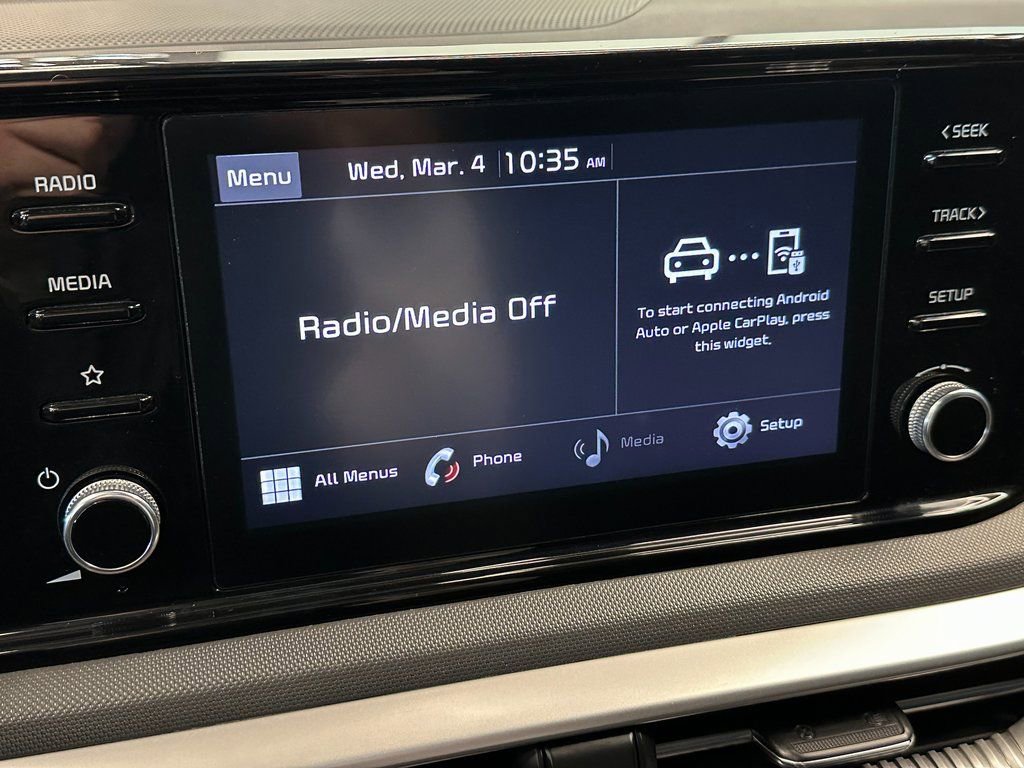 RADIO
MEDIA
Menu
Wed, Mar. 4
10:35 AM
Radio/Media Off
To start connecting Android
Auto or Apple CarPlay, press
this widget.
All Menus
Phone
Media
Setup
<SEEK
TRACK>
SETUP